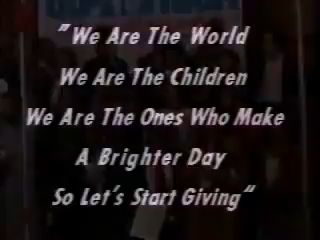 "We Are The World
We Are The Children
We Are The Ones Who Make
A Brighter Day
So Let's Start Giving"